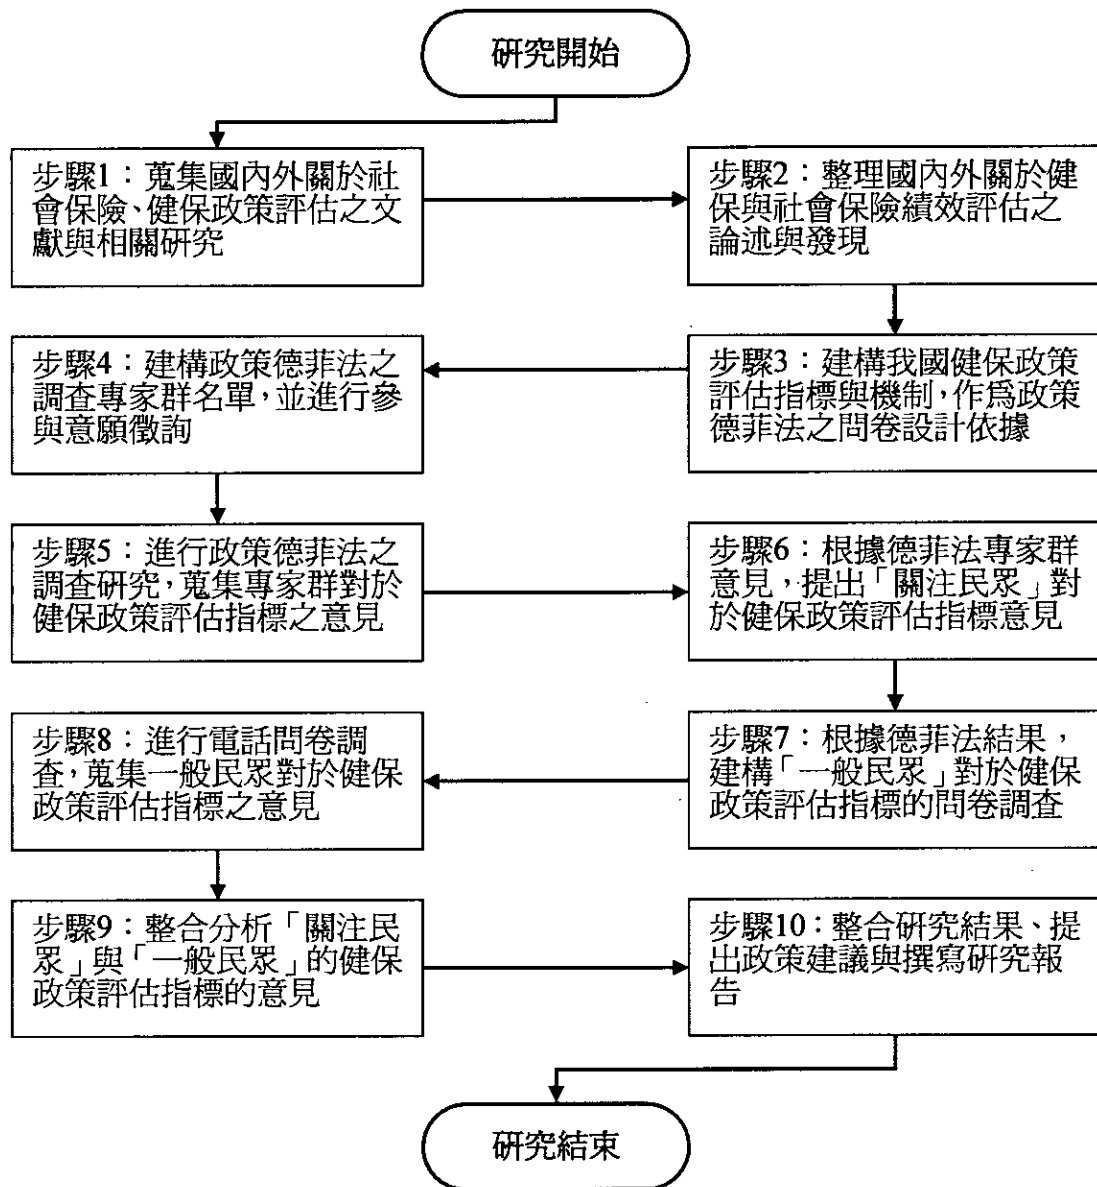 研究開始
步驟1：蒐集國內外關於社
會保險、健保政策評估之文
獻與相關研究
步驟2：整理國內外關於健
保與社會保險績效評估之
論述與發現
步驟3：建構我國健保政策
評估指標與機制，作為政策
德菲法之問卷設計依據
步驟4：建構政策德菲法之
調查專家群名單，並進行參
與意願徵詢
步驟5：進行政策德菲法之
調查研究，蒐集專家群對於
健保政策評估指標之意見
步驟6：根據德菲法專家群
意見，提出「關注民眾」對
於健保政策評估指標意見
步驟7：根據德菲法結果，
建構「一般民眾」對於健保
政策評估指標的問卷調查
步驟8：進行電話問卷調
查，蒐集一般民眾對於健保
政策評估指標之意見
步驟9：整合分析「關注民
眾」與「一般民眾」的健保
政策評估指標的意見
步驟10：整合研究結果、提
出政策建議與撰寫研究報
告
研究結束